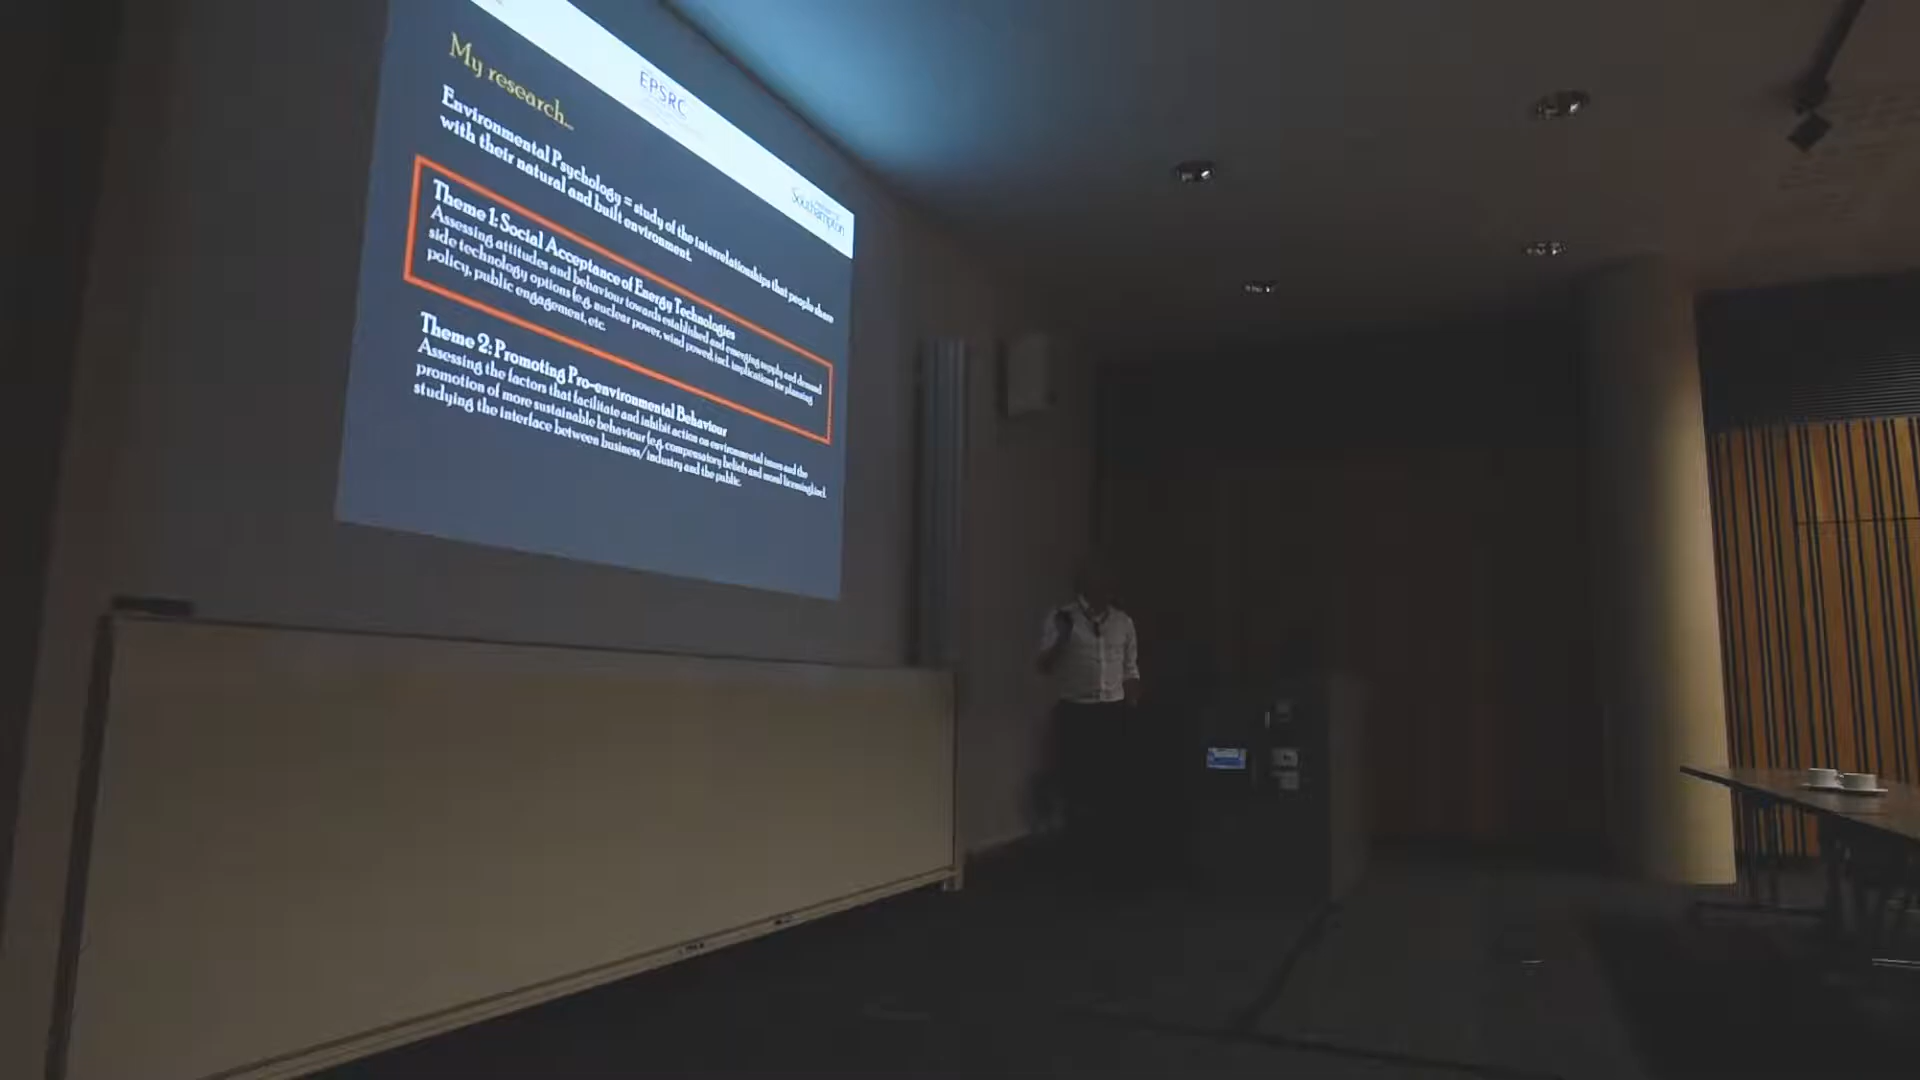 EPSRC
Southampton
My research...
Environmental Psychology = study of the interrelationships that people share
with their natural and built environment.
Theme 1: Social Acceptance of Energy Technologies
Assessing attitudes and behaviour towards established and emerging supply and demand
side technology options (e.g. nuclear power, wind power), incl. implications for planning
policy, public engagement, etc.
Theme 2: Promoting Pro-environmental Behaviour
Assessing the factors that facilitate and inhibit action on environmental issues and the
promotion of more sustainable behaviour (e.g. compensatory beliefs and moral licensing) incl.
studying the interface between business/industry and the public.